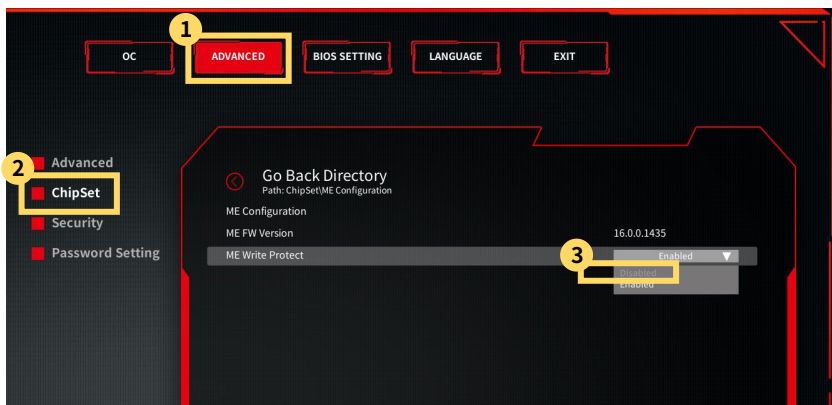 1
OC
ADVANCED
BIOS SETTING
LANGUAGE
EXIT
2
Advanced
ChipSet
Security
Password Setting
Go Back Directory
Path: ChipSet\ME Configuration
ME Configuration
ME FW Version 16.0.0.1435
ME Write Protect Enabled
3
Disabled
Enabled